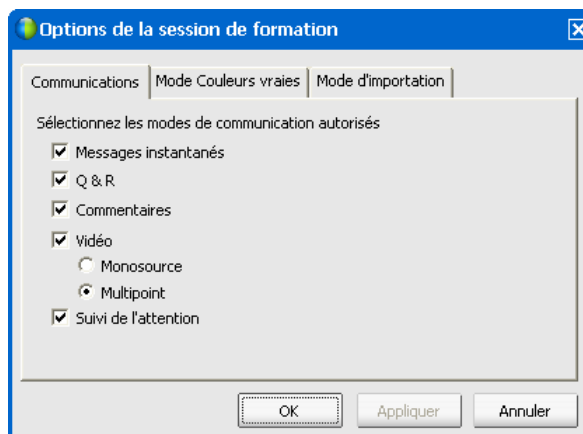 Options de la session de formation
Communications Mode Couleurs vraies Mode d'importation
Sélectionnez les modes de communication autorisés
Messages instantanés
Q & R
Commentaires
Vidéo
Monosource
Multipoint
Suivi de l'attention
OK Appliquer Annuler